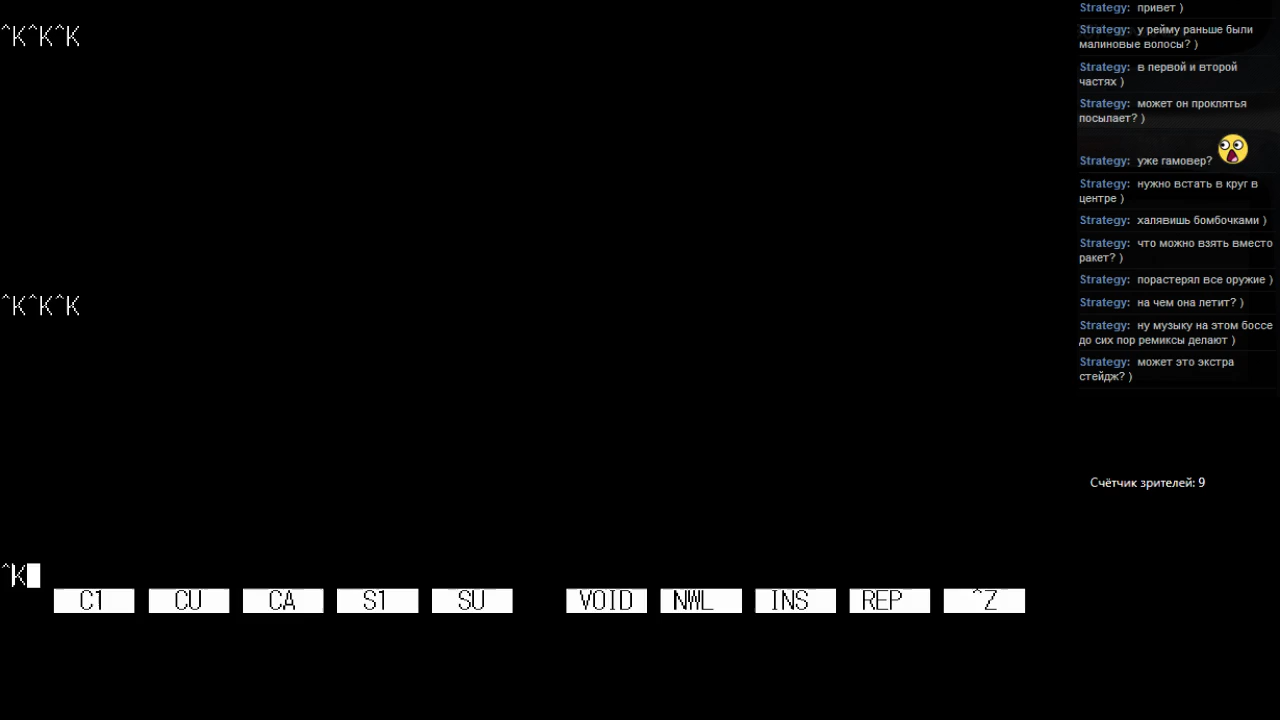 ^K^K^K
^K^K^K
^K
C1 CU CA S1 SU VOID NWL INS REP ^Z
Strategy: привет )
Strategy: у рейму раньше были
малиновые волосы? )
Strategy: в первой и второй
частях )
Strategy: может он проклятья
посылает? )
Strategy: уже гамовер?
Strategy: нужно встать в круг в
центре )
Strategy: халявишь бомбочками )
Strategy: что можно взять вместо
ракет? )
Strategy: порастерял все оружие )
Strategy: на чем она летит? )
Strategy: ну музыку на этом боссе
до сих пор ремиксы делают )
Strategy: может это экстра
стейдж? )
Счётчик зрителей: 9